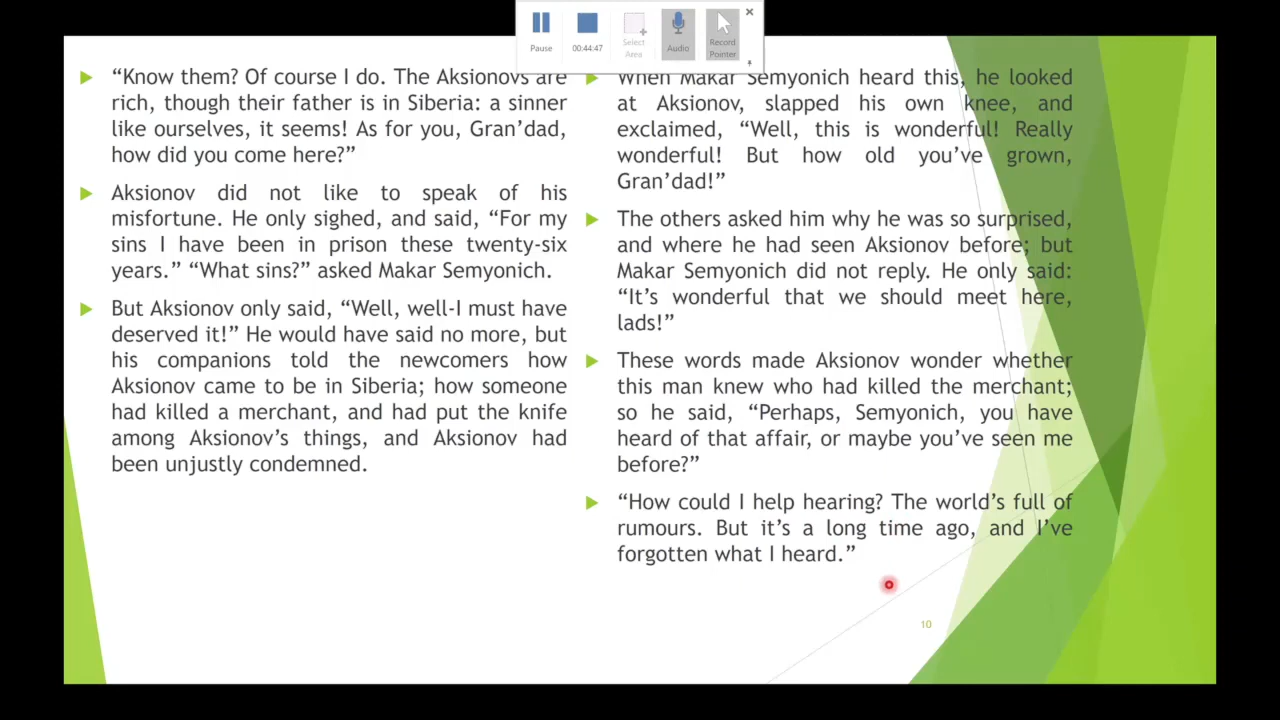 Pause
00:44:47
Select
Area
Audio
Record
Pointer
“Know them? Of course I do. The Aksionovs are
rich, though their father is in Siberia: a sinner
like ourselves, it seems! As for you, Gran’dad,
how did you come here?”
Aksionov did not like to speak of his
misfortune. He only sighed, and said, “For my
sins I have been in prison these twenty-six
years.” “What sins?” asked Makar Semyonich.
But Aksionov only said, “Well, well-I must have
deserved it!” He would have said no more, but
his companions told the newcomers how
Aksionov came to be in Siberia; how someone
had killed a merchant, and had put the knife
among Aksionov’s things, and Aksionov had
been unjustly condemned.
When Makar Semyonich heard this, he looked
at Aksionov, slapped his own knee, and
exclaimed, “Well, this is wonderful! Really
wonderful! But how old you’ve grown,
Gran’dad!”
The others asked him why he was so surprised,
and where he had seen Aksionov before; but
Makar Semyonich did not reply. He only said:
“It’s wonderful that we should meet here,
lads!”
These words made Aksionov wonder whether
this man knew who had killed the merchant;
so he said, “Perhaps, Semyonich, you have
heard of that affair, or maybe you’ve seen me
before?”
“How could I help hearing? The world’s full of
rumours. But it’s a long time ago, and I’ve
forgotten what I heard.”
10